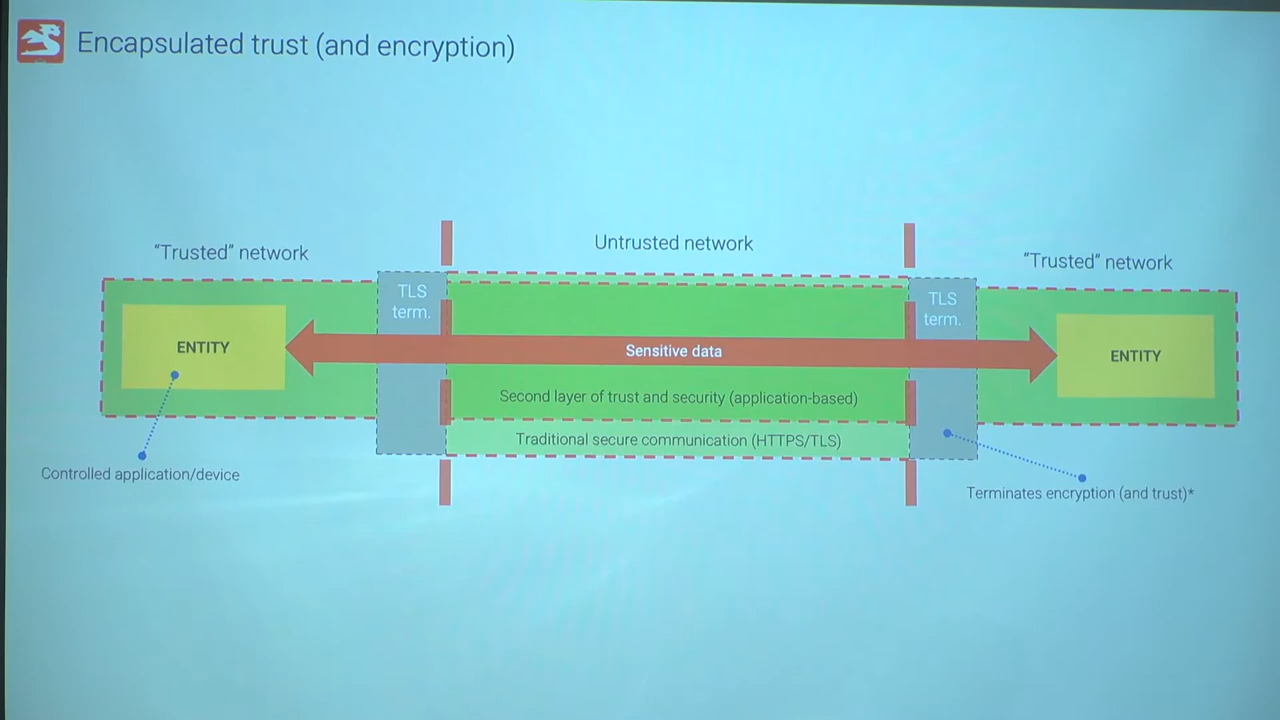 Encapsulated trust (and encryption)
"Trusted" network
Untrusted network
"Trusted" network
TLS
term.
TLS
term.
ENTITY
Sensitive data
ENTITY
Second layer of trust and security (application-based)
Traditional secure communication (HTTPS/TLS)
Controlled application/device
Terminates encryption (and trust)*